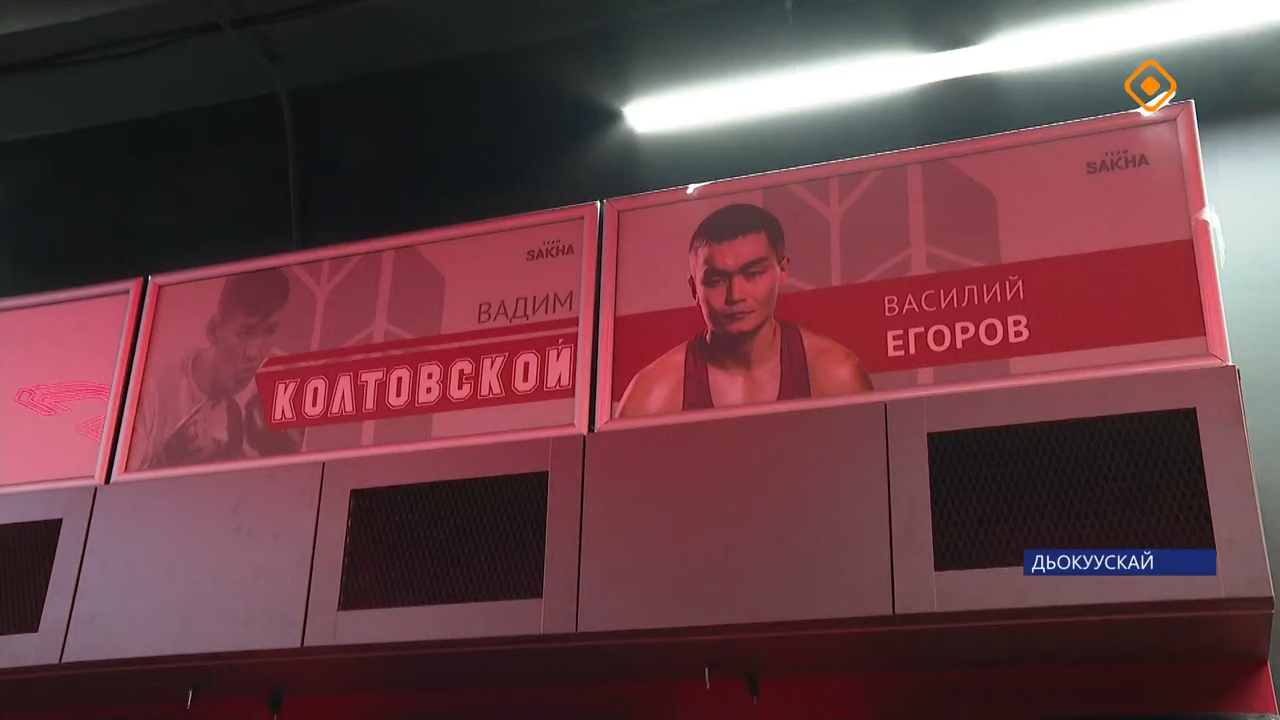 TEAM
SAKHA
ВАДИМ
КОЛТОВСКОЙ
TEAM
SAKHA
ВАСИЛИЙ
ЕГОРОВ
ДЬОКУУСКАЙ